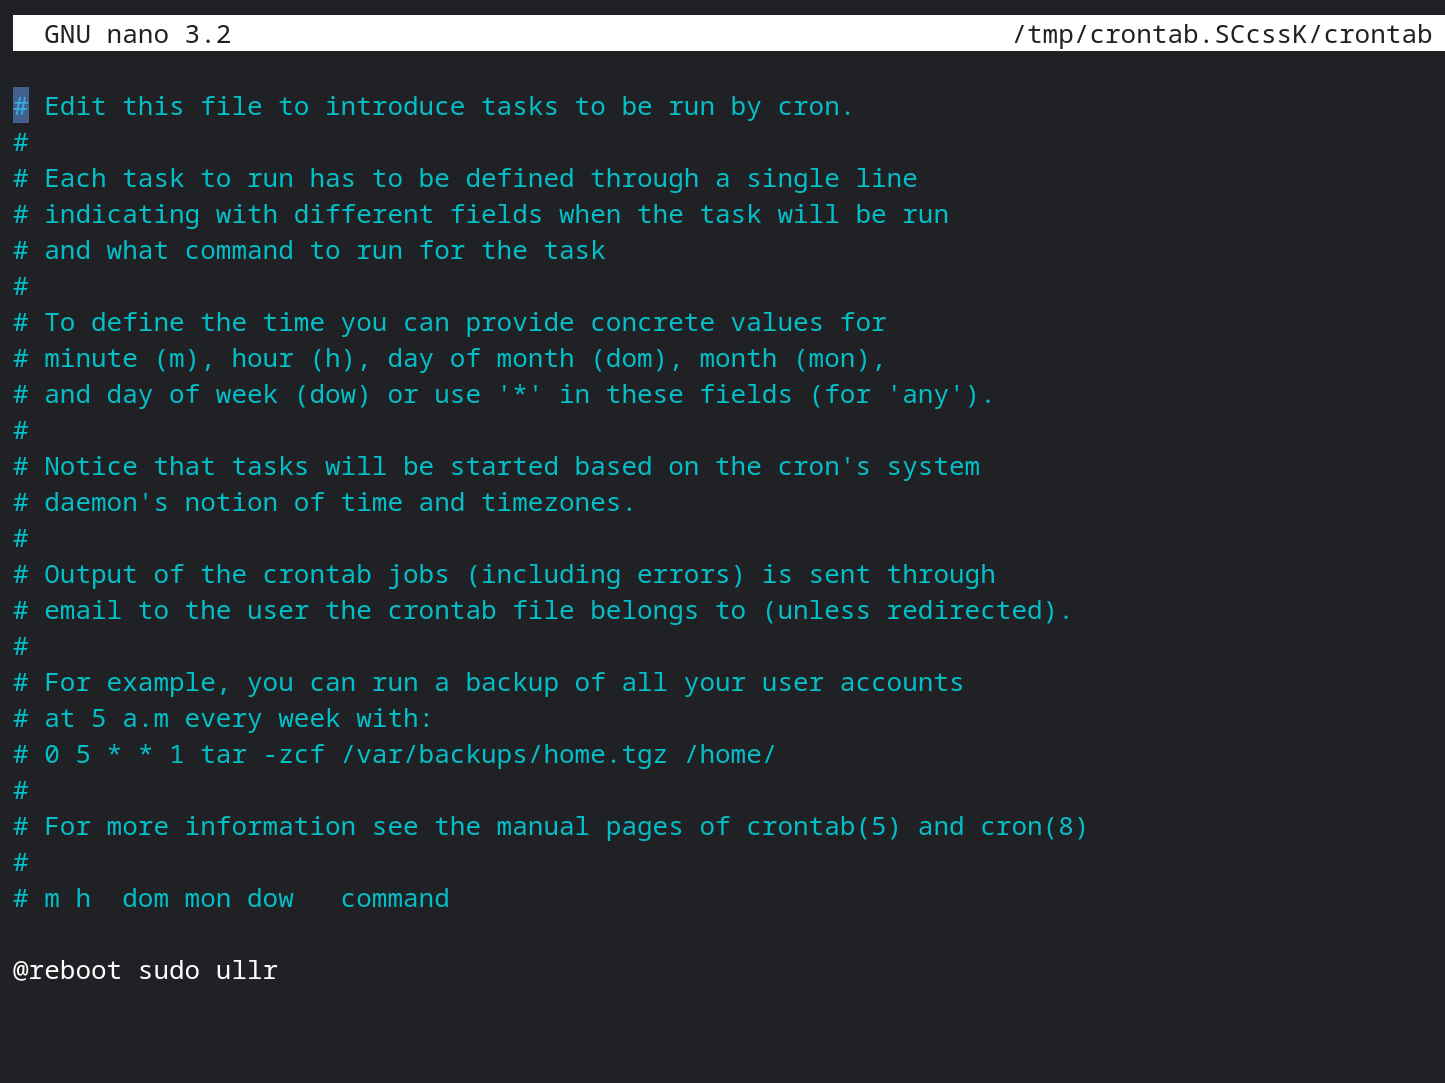 GNU nano 3.2 /tmp/crontab.SCcssK/crontab
# Edit this file to introduce tasks to be run by cron.
#
# Each task to run has to be defined through a single line
# indicating with different fields when the task will be run
# and what command to run for the task
#
# To define the time you can provide concrete values for
# minute (m), hour (h), day of month (dom), month (mon),
# and day of week (dow) or use '*' in these fields (for 'any').
#
# Notice that tasks will be started based on the cron's system
# daemon's notion of time and timezones.
#
# Output of the crontab jobs (including errors) is sent through
# email to the user the crontab file belongs to (unless redirected).
#
# For example, you can run a backup of all your user accounts
# at 5 a.m every week with:
# 0 5 * * 1 tar -zcf /var/backups/home.tgz /home/
#
# For more information see the manual pages of crontab(5) and cron(8)
#
# m h  dom mon dow   command
@reboot sudo ullr